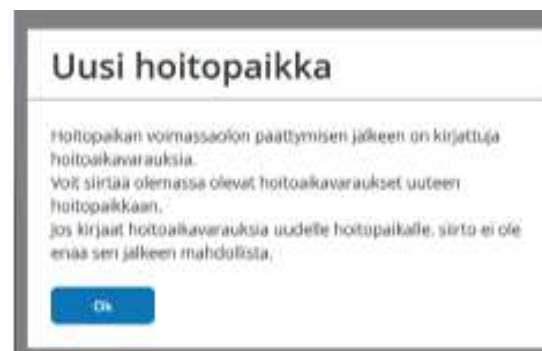 Uusi hoitopaikka
Hoitopaikan voimassaolon päättymisen jälkeen on kirjattuja
hoitoaikavarauksia.
Voit siirtää olemassa olevat hoitoaikavaraukset uuteen
hoitopaikkaan.
Jos kirjaat hoitoaikavarauksia uudelle hoitopaikalle, siirto ei ole
enää sen jälkeen mahdollista.
Ok